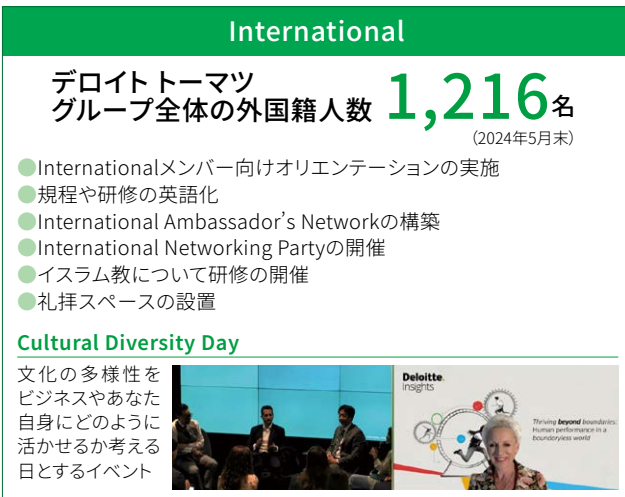 International
デロイト トーマツ
グループ全体の外国籍人数 1,216名
（2024年5月末）
●Internationalメンバー向けオリエンテーションの実施
●規程や研修の英語化
●International Ambassador’s Networkの構築
●International Networking Partyの開催
●イスラム教について研修の開催
●礼拝スペースの設置
Cultural Diversity Day
文化の多様性を
ビジネスやあなた
自身にどのように
活かせるか考える
日とするイベント
Deloitte.
Insights
Thriving beyond boundaries:
Human performance in a
boundaryless world